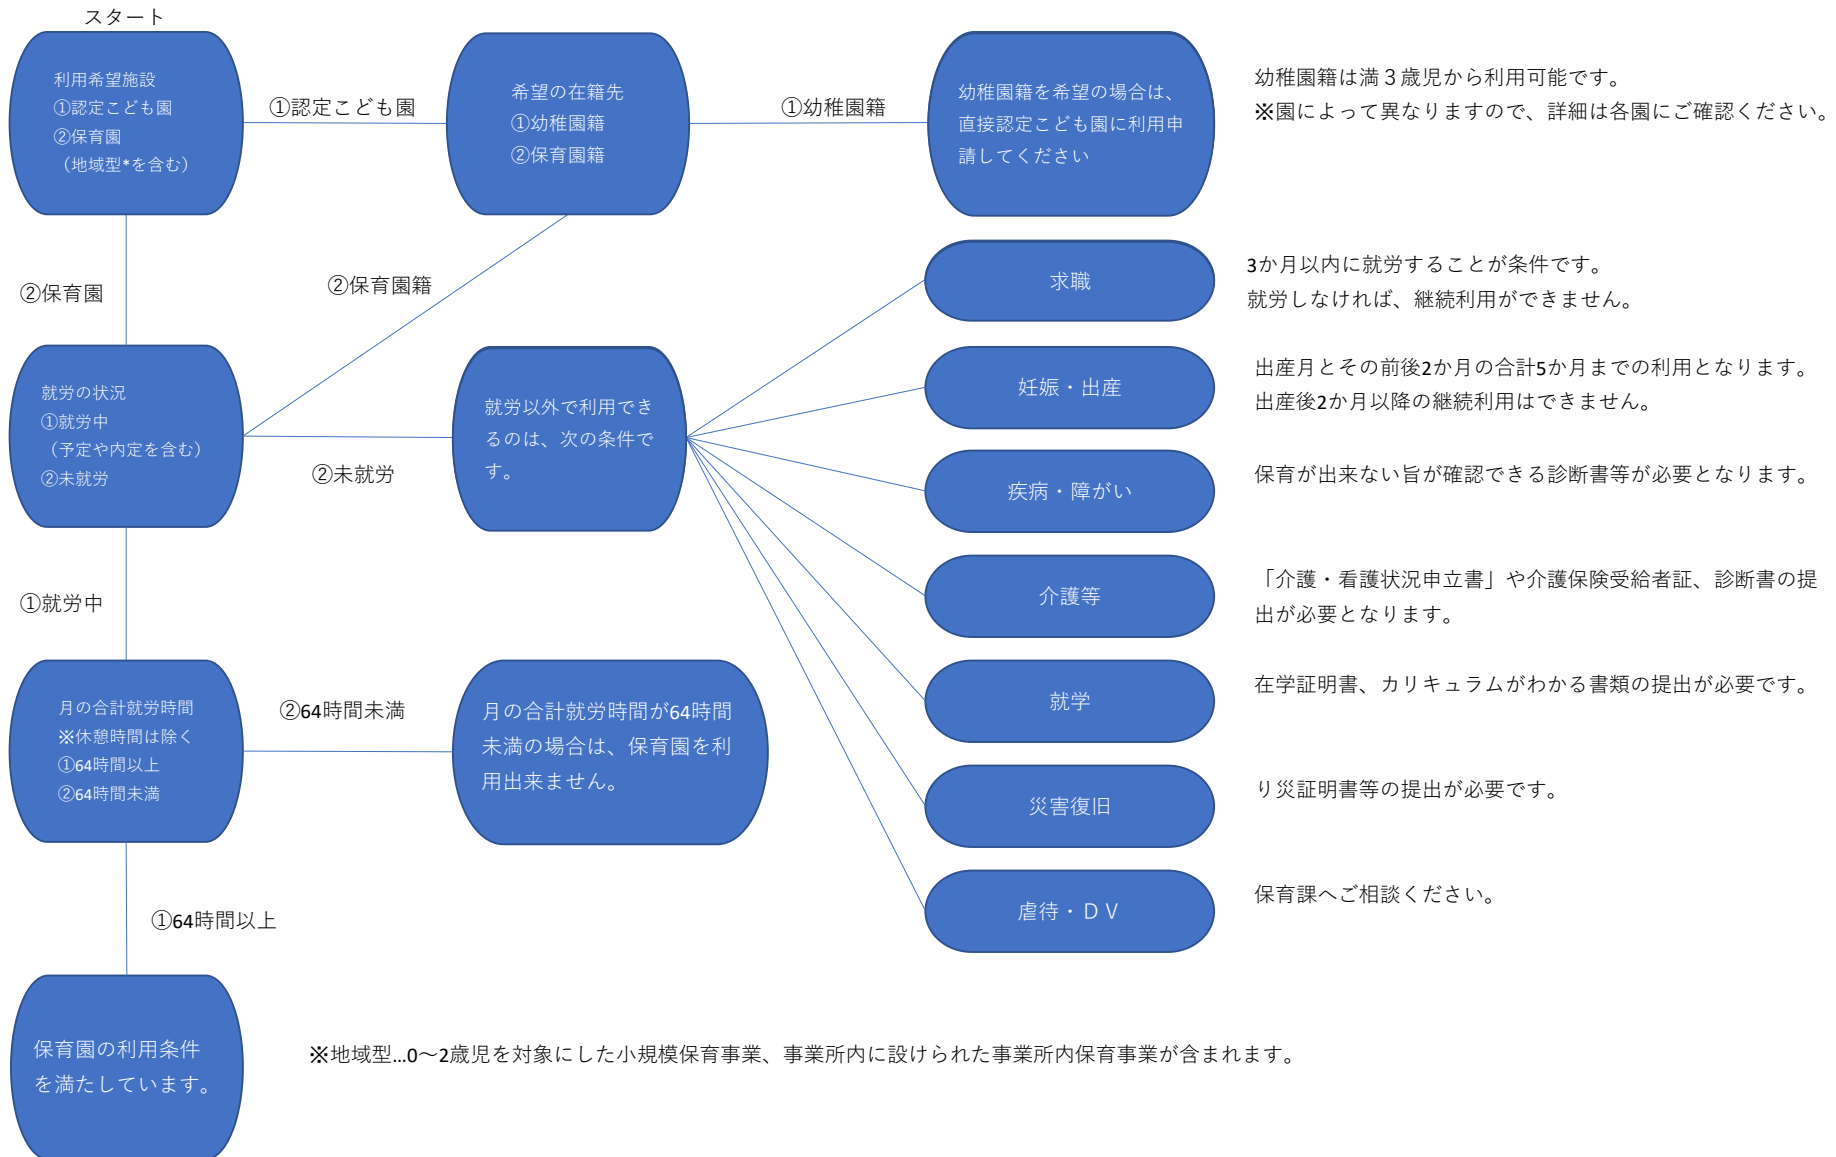 スタート
利用希望施設
①認定こども園
②保育園
（地域型*を含む）
①認定こども園
希望の在籍先
①幼稚園籍
②保育園籍
①幼稚園籍
幼稚園籍を希望の場合は、
直接認定こども園に利用申
請してください
幼稚園籍は満３歳児から利用可能です。
※園によって異なりますので、詳細は各園にご確認ください。
②保育園
②保育園籍
求職
3か月以内に就労することが条件です。
就労しなければ、継続利用ができません。
就労の状況
①就労中
（予定や内定を含む）
②未就労
②未就労
就労以外で利用でき
るのは、次の条件で
す。
妊娠・出産
出産月とその前後2か月の合計5か月までの利用となります。
出産後2か月以降の継続利用はできません。
疾病・障がい
保育が出来ない旨が確認できる診断書等が必要となります。
介護等
「介護・看護状況申立書」や介護保険受給者証、診断書の提
出が必要となります。
①就労中
就学
在学証明書、カリキュラムがわかる書類の提出が必要です。
月の合計就労時間
※休憩時間は除く
①64時間以上
②64時間未満
②64時間未満
月の合計就労時間が64時間
未満の場合は、保育園を利
用出来ません。
災害復旧
り災証明書等の提出が必要です。
虐待・ＤＶ
保育課へご相談ください。
①64時間以上
保育園の利用条件
を満たしています。
※地域型…0～2歳児を対象にした小規模保育事業、事業所内に設けられた事業所内保育事業が含まれます。